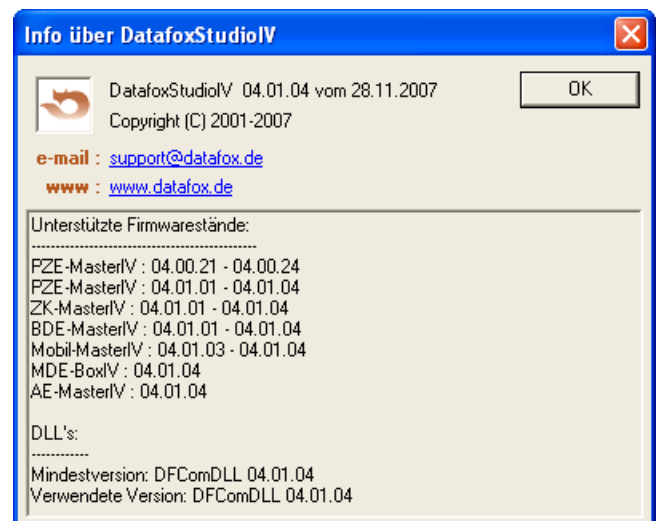 Info über DatafoxStudioIV
DatafoxStudioIV 04.01.04 vom 28.11.2007
OK
Copyright (C) 2001-2007
e-mail : support@datafox.de
www : www.datafox.de
Unterstützte Firmwarestände:
------------------------------------------------
PZE-MasterIV : 04.00.21 - 04.00.24
PZE-MasterIV : 04.01.01 - 04.01.04
ZK-MasterIV : 04.01.01 - 04.01.04
BDE-MasterIV : 04.01.01 - 04.01.04
Mobil-MasterIV : 04.01.03 - 04.01.04
MDE-BoxIV : 04.01.04
AE-MasterIV : 04.01.04
DLL's:
------------
Mindestversion: DFComDLL 04.01.04
Verwendete Version: DFComDLL 04.01.04